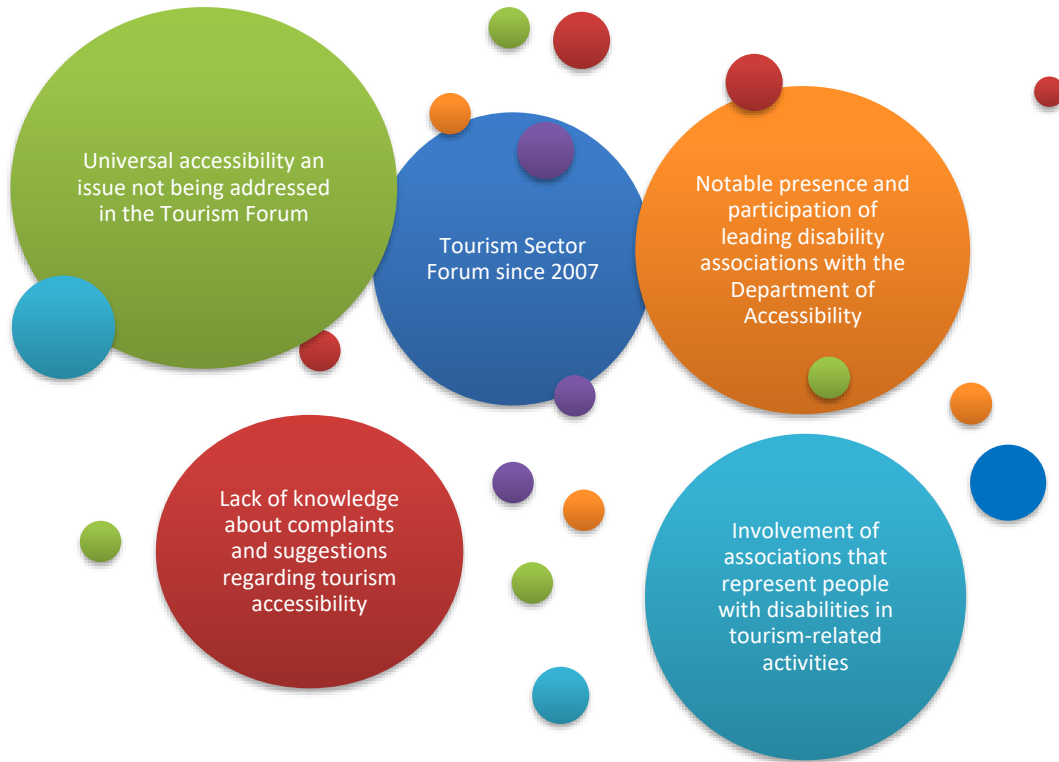 Universal accessibility an
issue not being addressed
in the Tourism Forum
Tourism Sector
Forum since 2007
Notable presence and
participation of
leading disability
associations with the
Department of
Accessibility
Lack of knowledge
about complaints
and suggestions
regarding tourism
accessibility
Involvement of
associations that
represent people
with disabilities in
tourism-related
activities